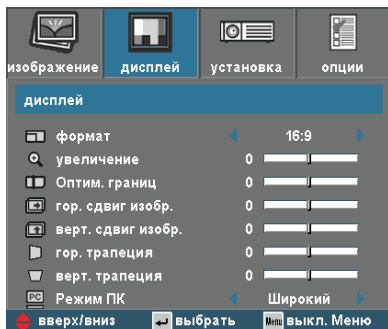 изображение дисплей установка опции
дисплей
формат 16:9
увеличение 0
Оптим. границ 0
гор. сдвиг изобр. 0
верт. сдвиг изобр. 0
гор. трапеция 0
верт. трапеция 0
PC Режим ПК Широкий
вверх/вниз выбрать Menu выкл. Меню